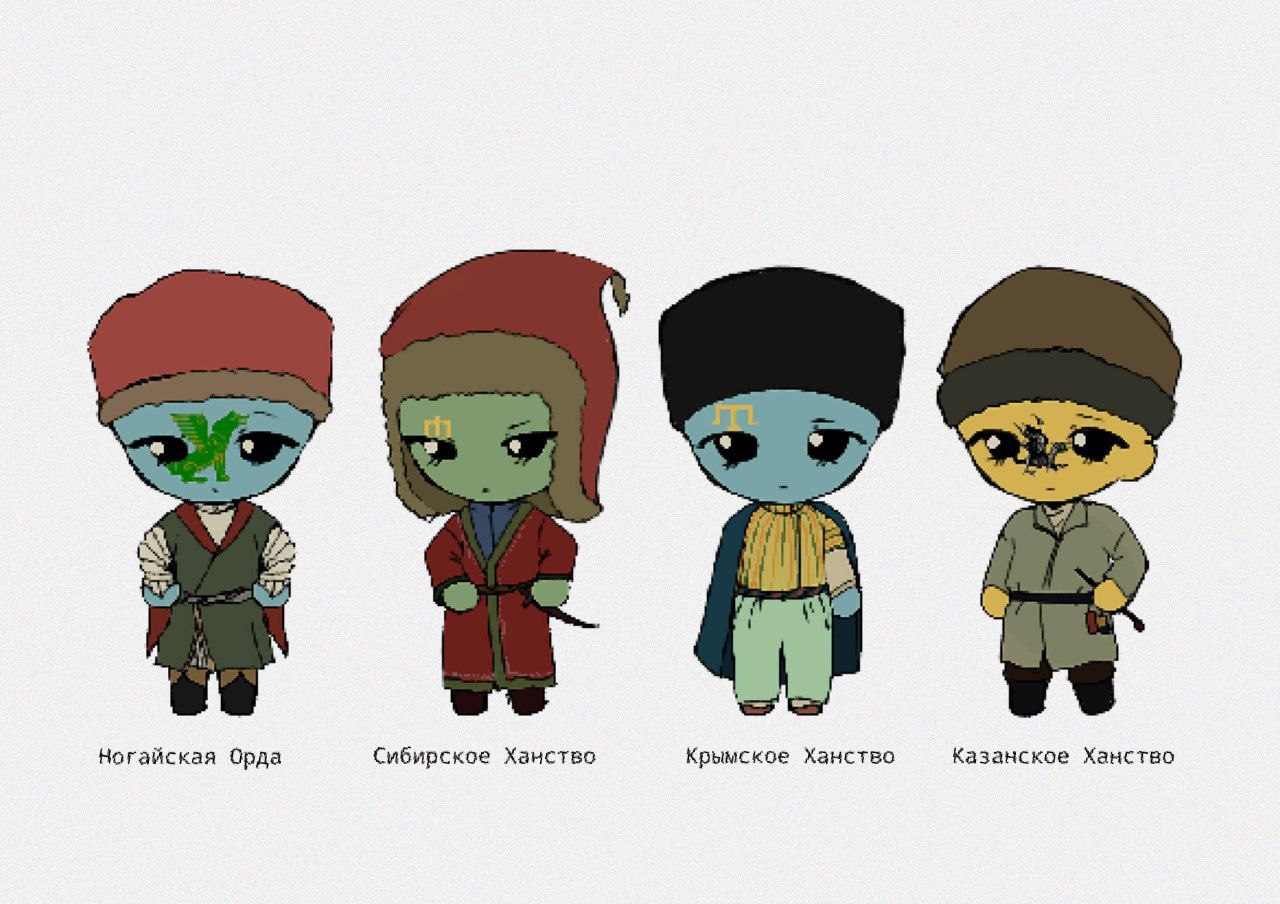 Ногайская Орда
Сибирское Ханство
Крымское Ханство
Казанское Ханство